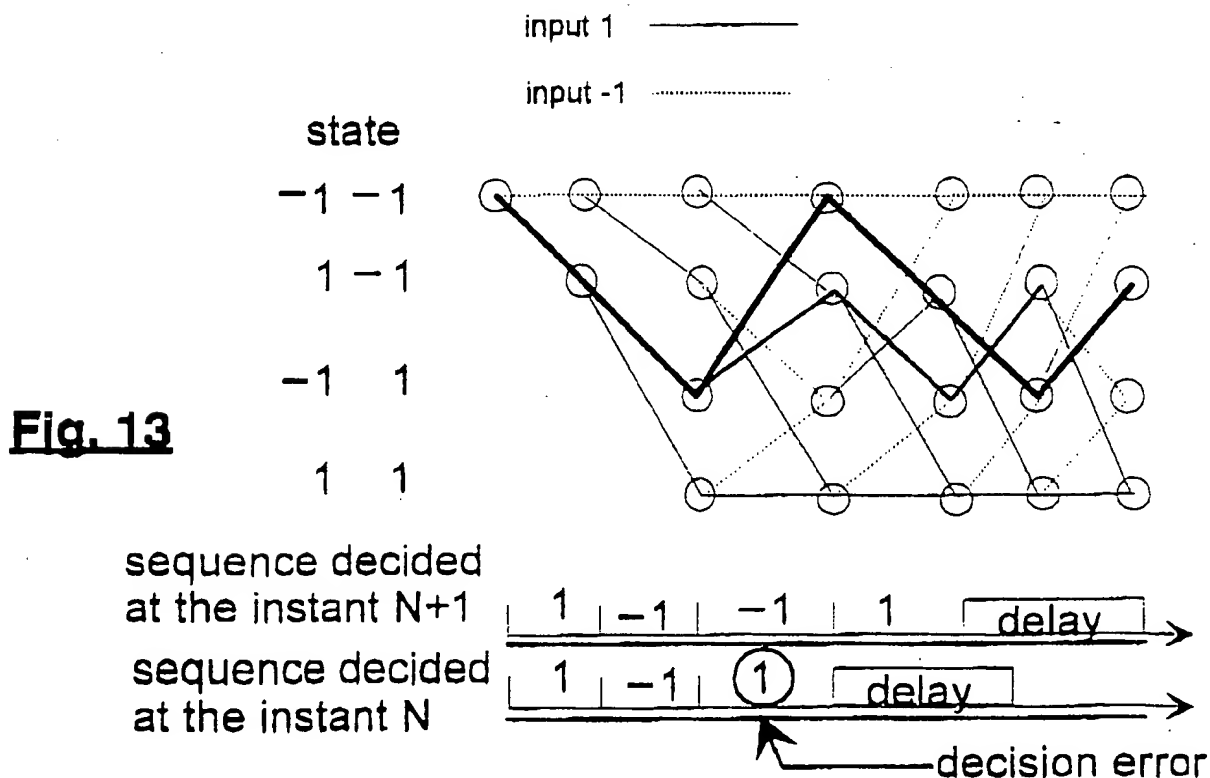 input 1
input -1
state
-1 -1
1 -1
-1 1
1 1
Fig. 13
sequence decided
at the instant N+1
1 -1 -1 1 delay
sequence decided
at the instant N
1 -1 1 delay
decision error